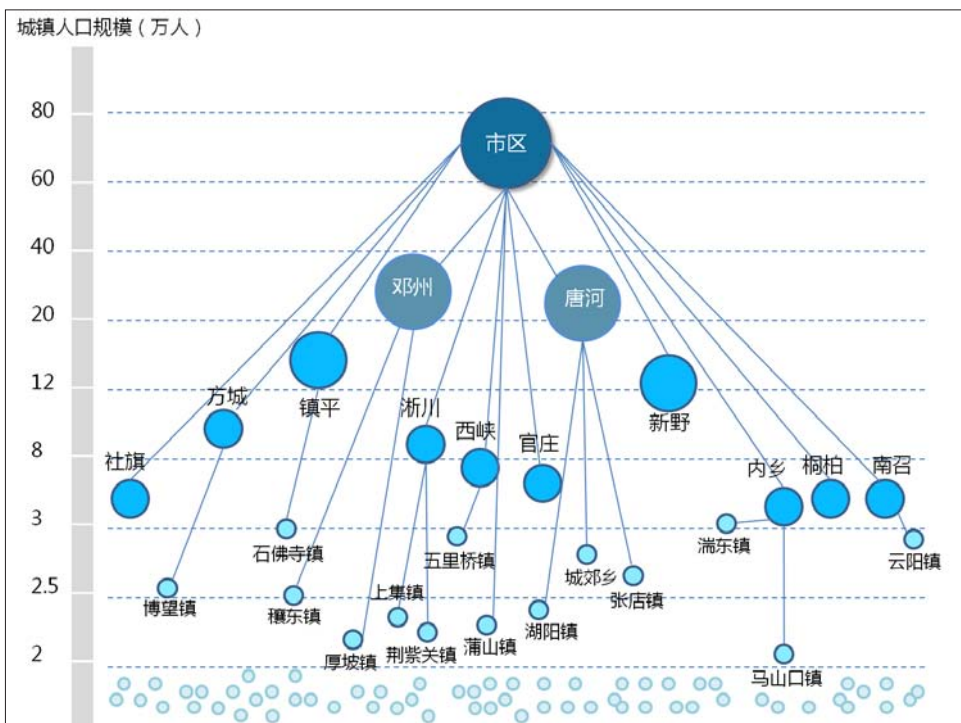 城镇人口规模（万人）
80
市区
60
40
邓州
唐河
20
12
方城
镇平
淅川
新野
西峡
官庄
8
社旗
内乡
桐柏
南召
3
石佛寺镇
五里桥镇
湍东镇
云阳镇
城郊乡
张店镇
2.5
博望镇
穰东镇
上集镇
湖阳镇
厚坡镇
荆紫关镇
蒲山镇
2
马山口镇